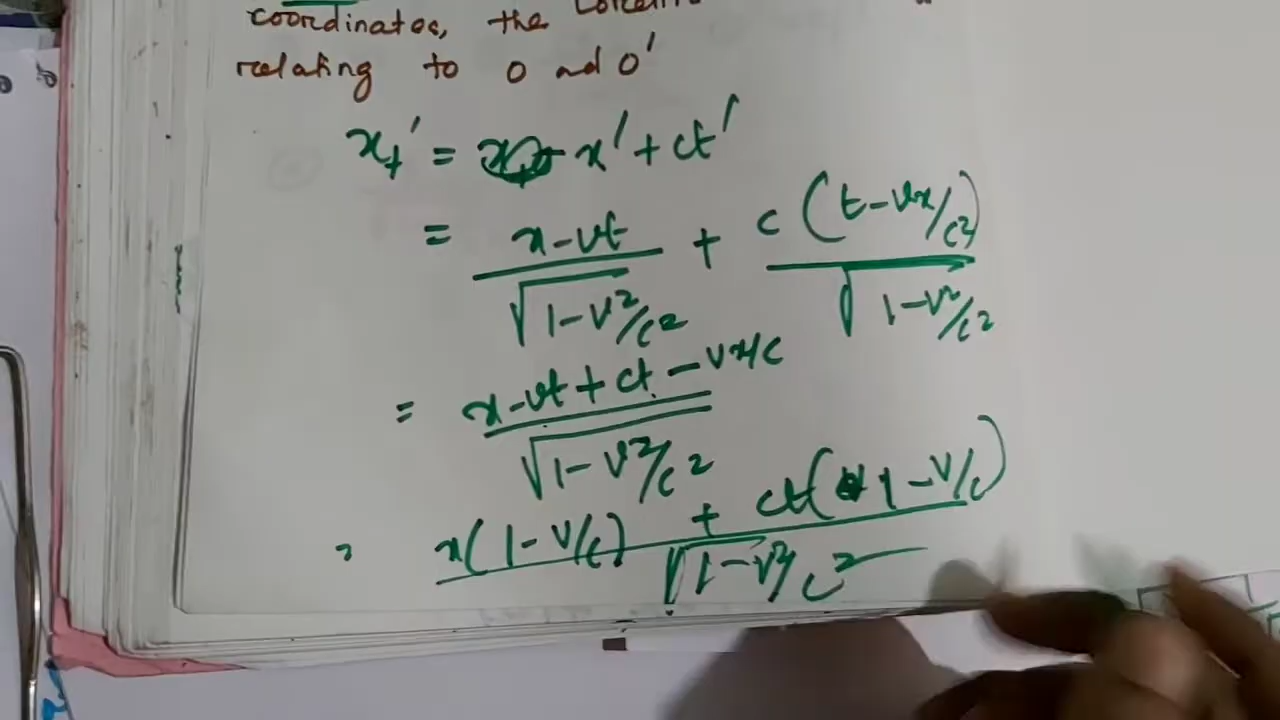 coordinates, the
relating to O and O'
x₊' = x' + ct'
= x-vt / √(1-v²/c²) + c(t-vx/c²) / √(1-v²/c²)
= x-vt+ct-vx/c / √(1-v²/c²)
= x(1-v/c) + ct(1-v/c) / √(1-v²/c²)